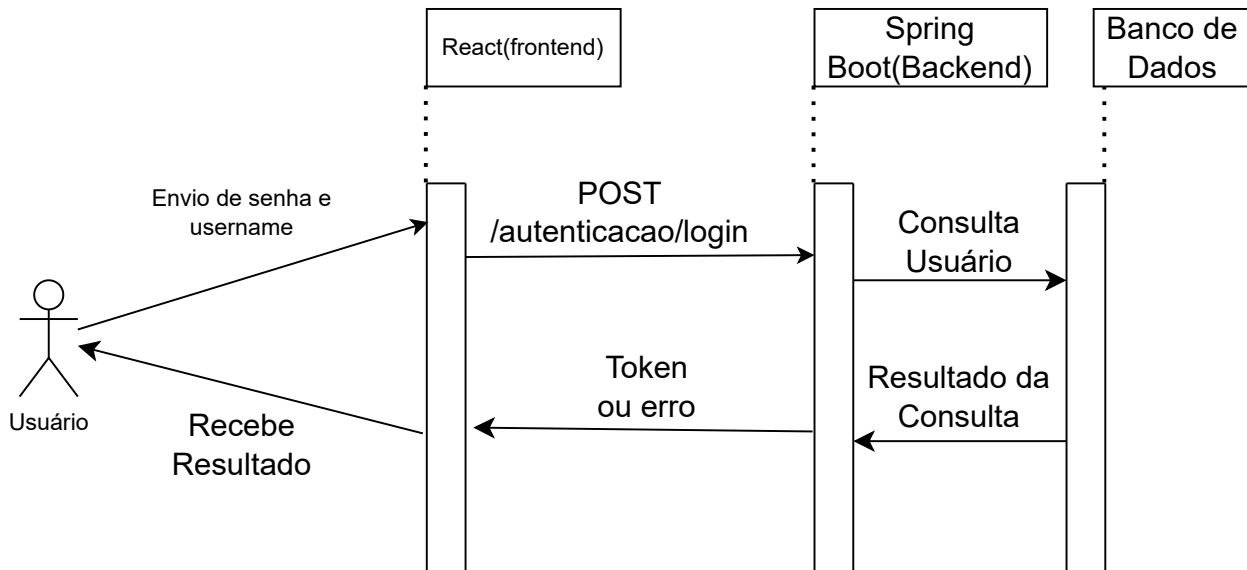 React(frontend)
Spring
Boot(Backend)
Banco de
Dados
Envio de senha e
username
POST
/autenticacao/login
Consulta
Usuário
Usuário
Recebe
Resultado
Token
ou erro
Resultado da
Consulta